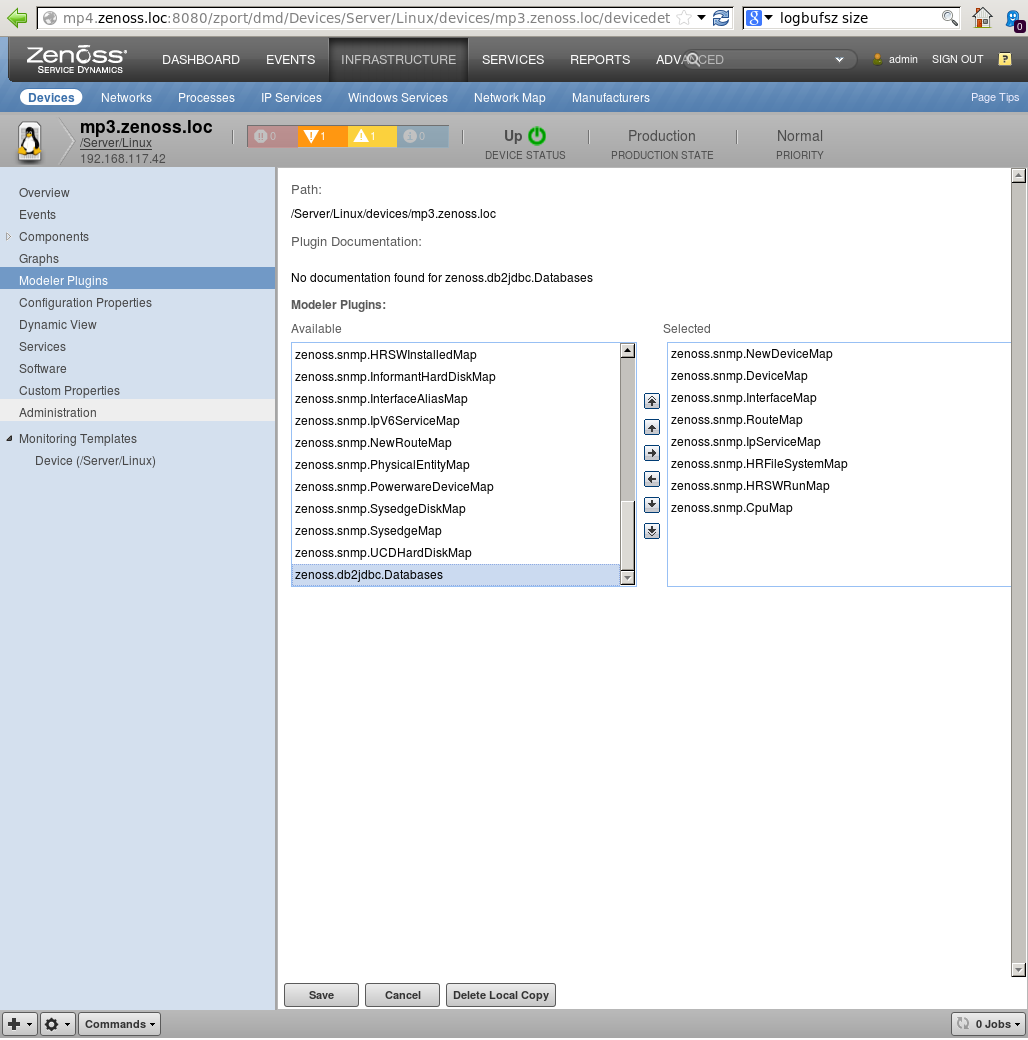 mp4.zenoss.loc:8080/zport/dmd/Devices/Server/Linux/devices/mp3.zenoss.loc/devicedet
logbufsz size
0
Zenoss
SERVICE DYNAMICS
DASHBOARD EVENTS INFRASTRUCTURE SERVICES REPORTS ADVANCED
admin SIGN OUT ?
Devices Networks Processes IP Services Windows Services Network Map Manufacturers Page Tips
mp3.zenoss.loc
/Server/Linux
192.168.117.42
0 1 1 0
Up
DEVICE STATUS
Production
PRODUCTION STATE
Normal
PRIORITY
Overview
Events
Components
Graphs
Modeler Plugins
Configuration Properties
Dynamic View
Services
Software
Custom Properties
Administration
Monitoring Templates
Device (/Server/Linux)
Path:
/Server/Linux/devices/mp3.zenoss.loc
Plugin Documentation:
No documentation found for zenoss.db2jdbc.Databases
Modeler Plugins:
Available
zenoss.snmp.HRSWInstalledMap
zenoss.snmp.InformantHardDiskMap
zenoss.snmp.InterfaceAliasMap
zenoss.snmp.IpV6ServiceMap
zenoss.snmp.NewRouteMap
zenoss.snmp.PhysicalEntityMap
zenoss.snmp.PowerwareDeviceMap
zenoss.snmp.SysedgeDiskMap
zenoss.snmp.SysedgeMap
zenoss.snmp.UCDHardDiskMap
zenoss.db2jdbc.Databases
Selected
zenoss.snmp.NewDeviceMap
zenoss.snmp.DeviceMap
zenoss.snmp.InterfaceMap
zenoss.snmp.RouteMap
zenoss.snmp.IpServiceMap
zenoss.snmp.HRFileSystemMap
zenoss.snmp.HRSWRunMap
zenoss.snmp.CpuMap
Save Cancel Delete Local Copy
Commands
0 Jobs